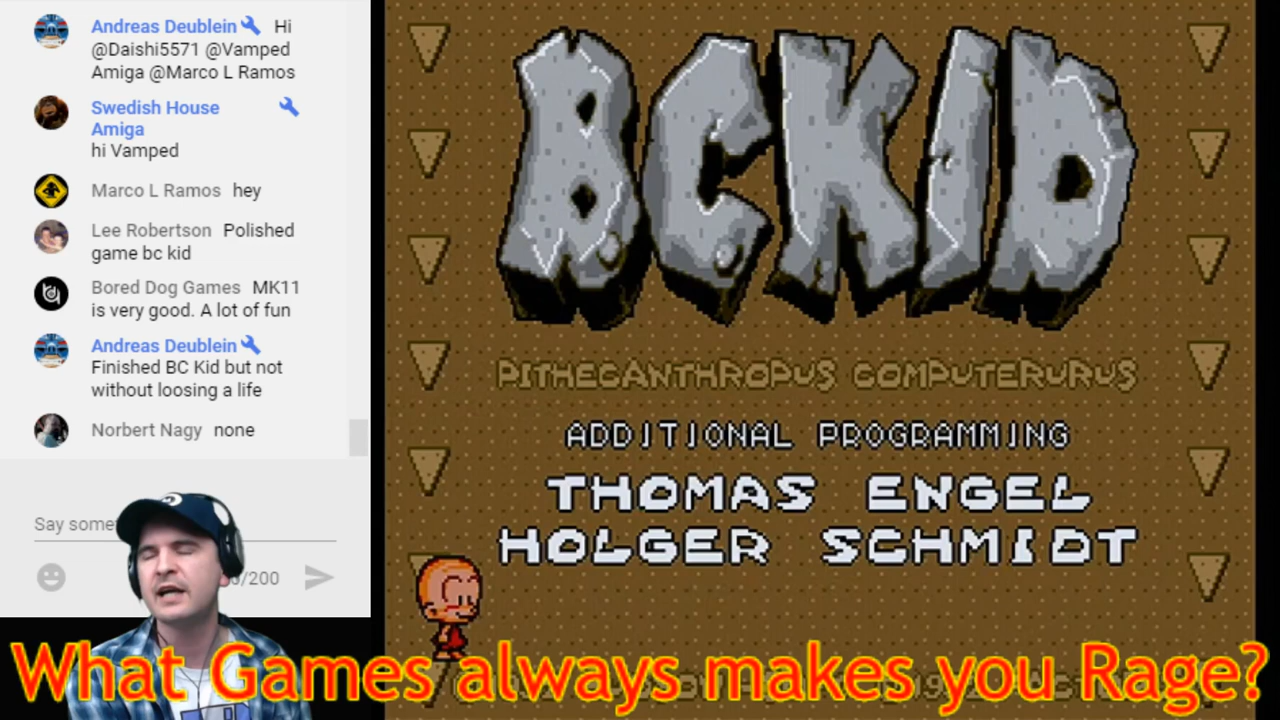 Andreas Deublein Hi
@Daishi5571 @Vamped
Amiga @Marco L Ramos
Swedish House
Amiga
hi Vamped
Marco L Ramos hey
Lee Robertson Polished
game bc kid
Bored Dog Games MK11
is very good. A lot of fun
Andreas Deublein
Finished BC Kid but not
without loosing a life
Norbert Nagy none
/200
BC KID
PITHECANTHROPUS COMPUTERURUS
ADDITIONAL PROGRAMMING
THOMAS ENGEL
HOLGER SCHMIDT
What Games always makes you Rage?